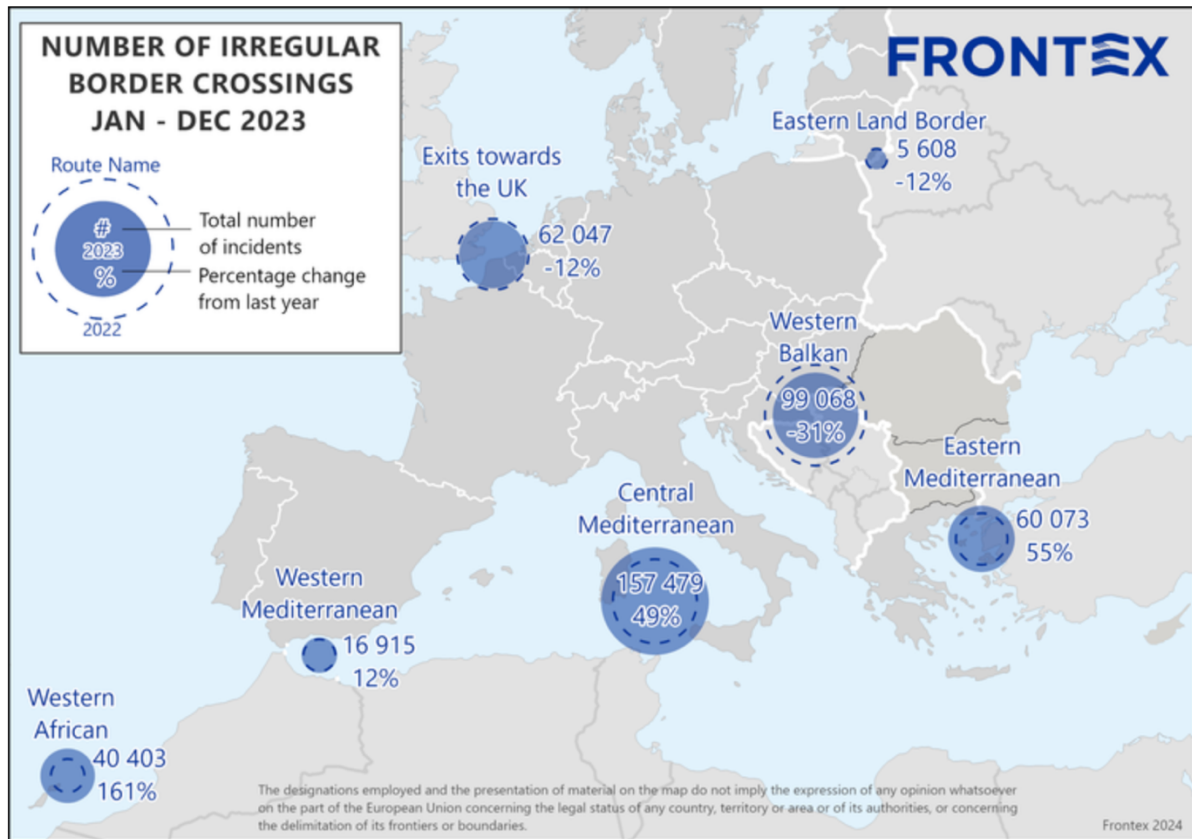 NUMBER OF IRREGULAR
BORDER CROSSINGS
JAN - DEC 2023
Route Name
#
2023
%
Total number
of incidents
Percentage change
from last year
2022
FRONTEX
Eastern Land Border
5 608
-12%
Exits towards
the UK
62 047
-12%
Western
Balkan
99 068
-31%
Eastern
Mediterranean
60 073
55%
Central
Mediterranean
157 479
49%
Western
Mediterranean
16 915
12%
Western
African
40 403
161%
The designations employed and the presentation of material on the map do not imply the expression of any opinion whatsoever
on the part of the European Union concerning the legal status of any country, territory or area or of its authorities, or concerning
the delimitation of its frontiers or boundaries.
Frontex 2024